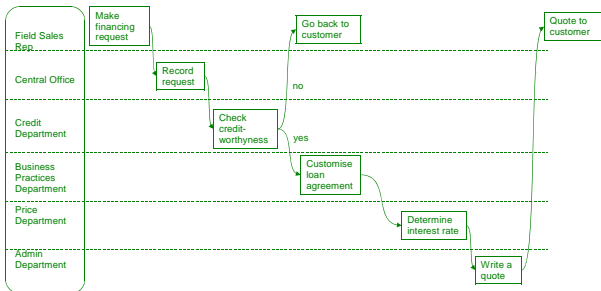 Field Sales
Rep
Make
financing
request
Go back to
customer
Quote to
customer
Central Office
Record
request
no
Credit
Department
Check
credit-
worthyness
yes
Business
Practices
Department
Customise
loan
agreement
Price
Department
Determine
interest rate
Admin
Department
Write a
quote